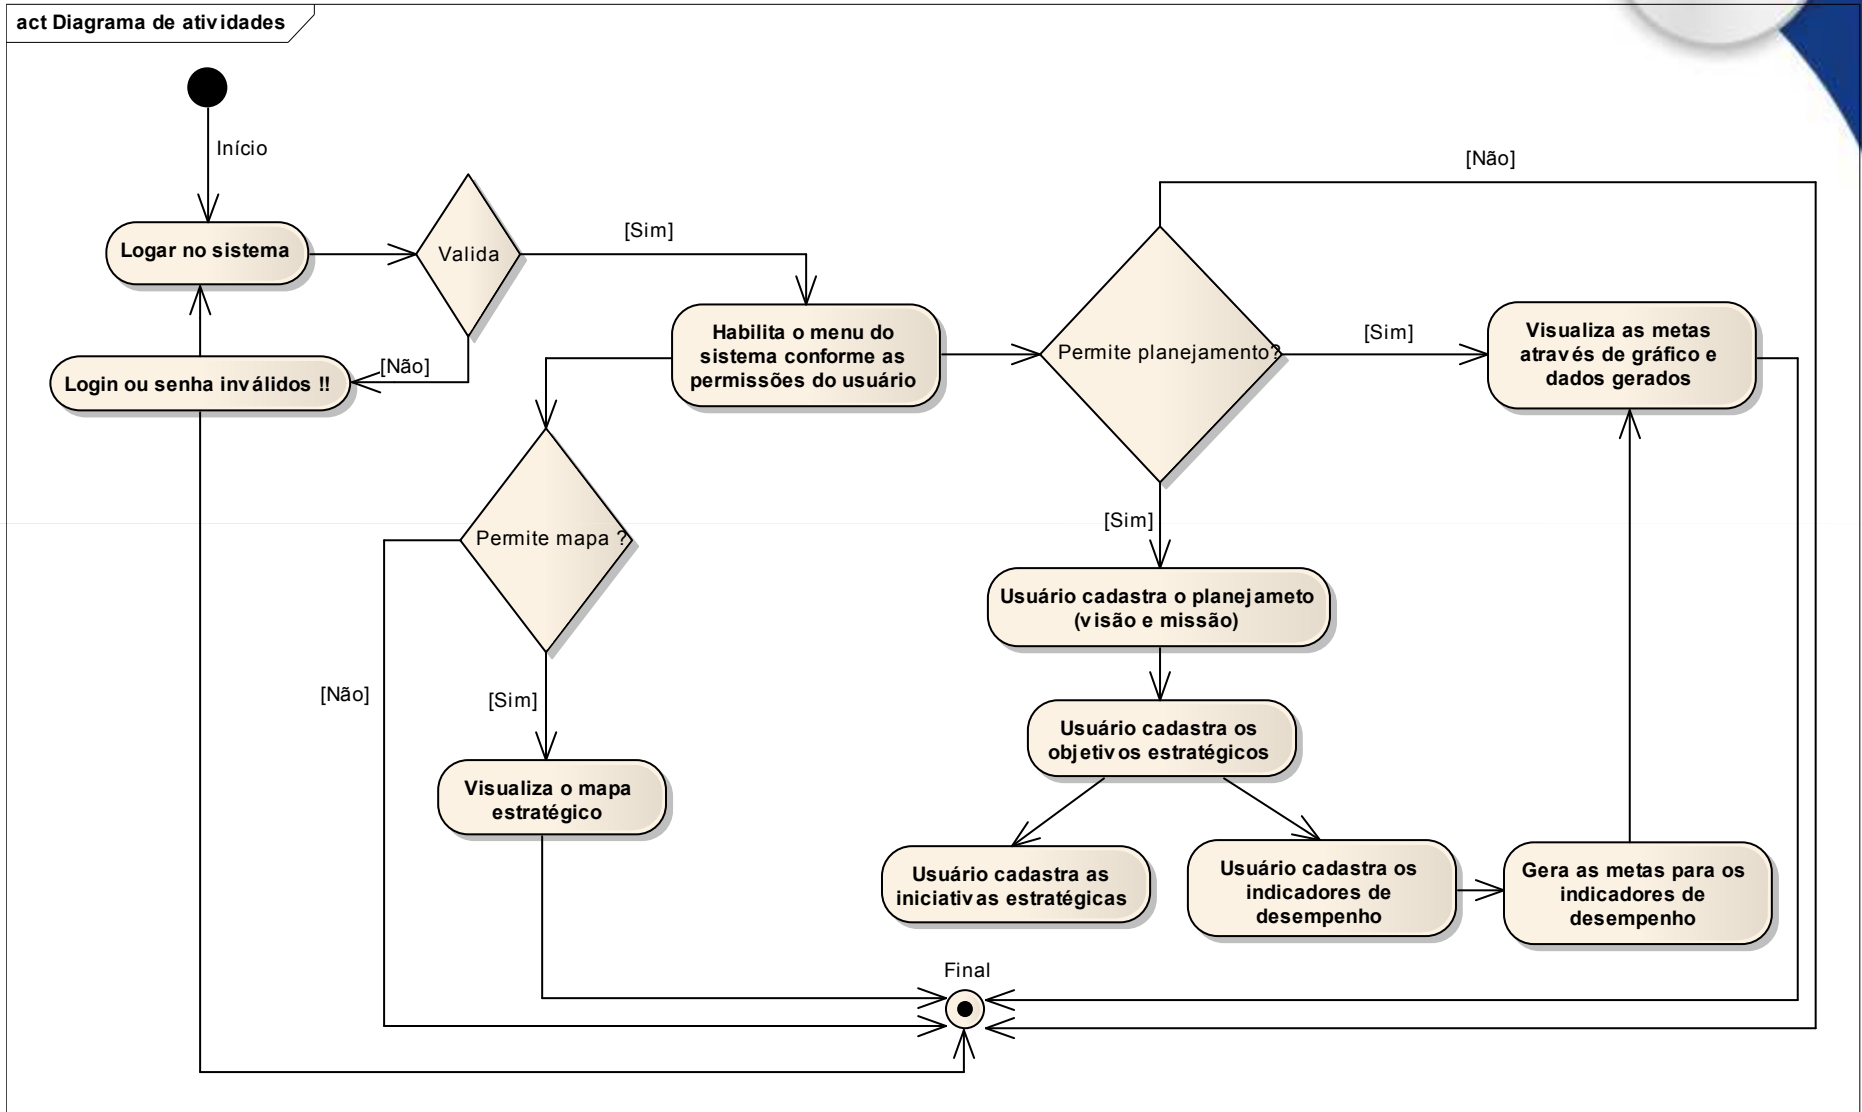 act Diagrama de atividades
Início
[Não]
Logar no sistema
Valida
[Sim]
Habilita o menu do
sistema conforme as
permissões do usuário
Permite planejamento?
[Sim]
Visualiza as metas
através de gráfico e
dados gerados
[Não]
Login ou senha inválidos !!
Permite mapa ?
[Sim]
Usuário cadastra o planejameto
(visão e missão)
[Não]
[Sim]
Usuário cadastra os
objetivos estratégicos
Visualiza o mapa
estratégico
Usuário cadastra as
iniciativas estratégicas
Usuário cadastra os
indicadores de
desempenho
Gera as metas para os
indicadores de
desempenho
Final